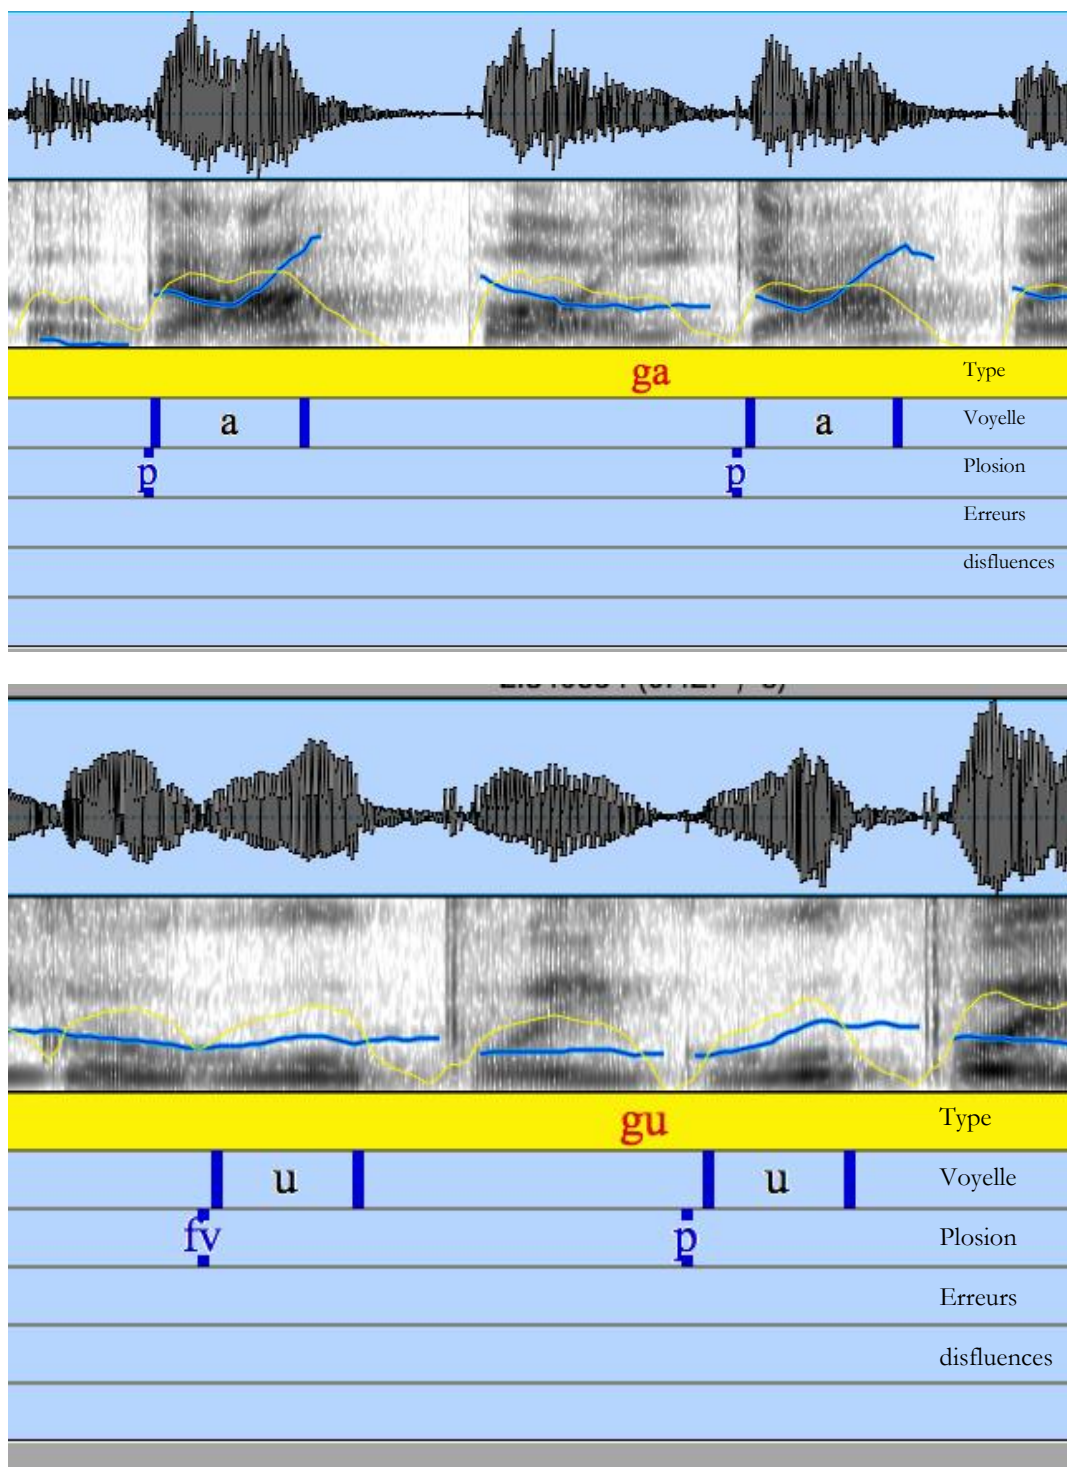 ga Type
a a Voyelle
p p Plosion
Erreurs
disfluences
gu Type
u u Voyelle
fv p Plosion
Erreurs
disfluences